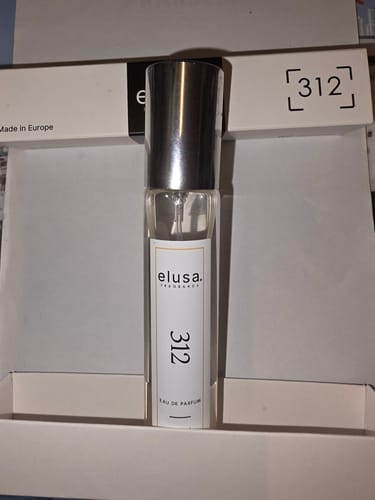 e
312
Made in Europe
elusa.
FRAGRANCE
312
EAU DE PARFUM